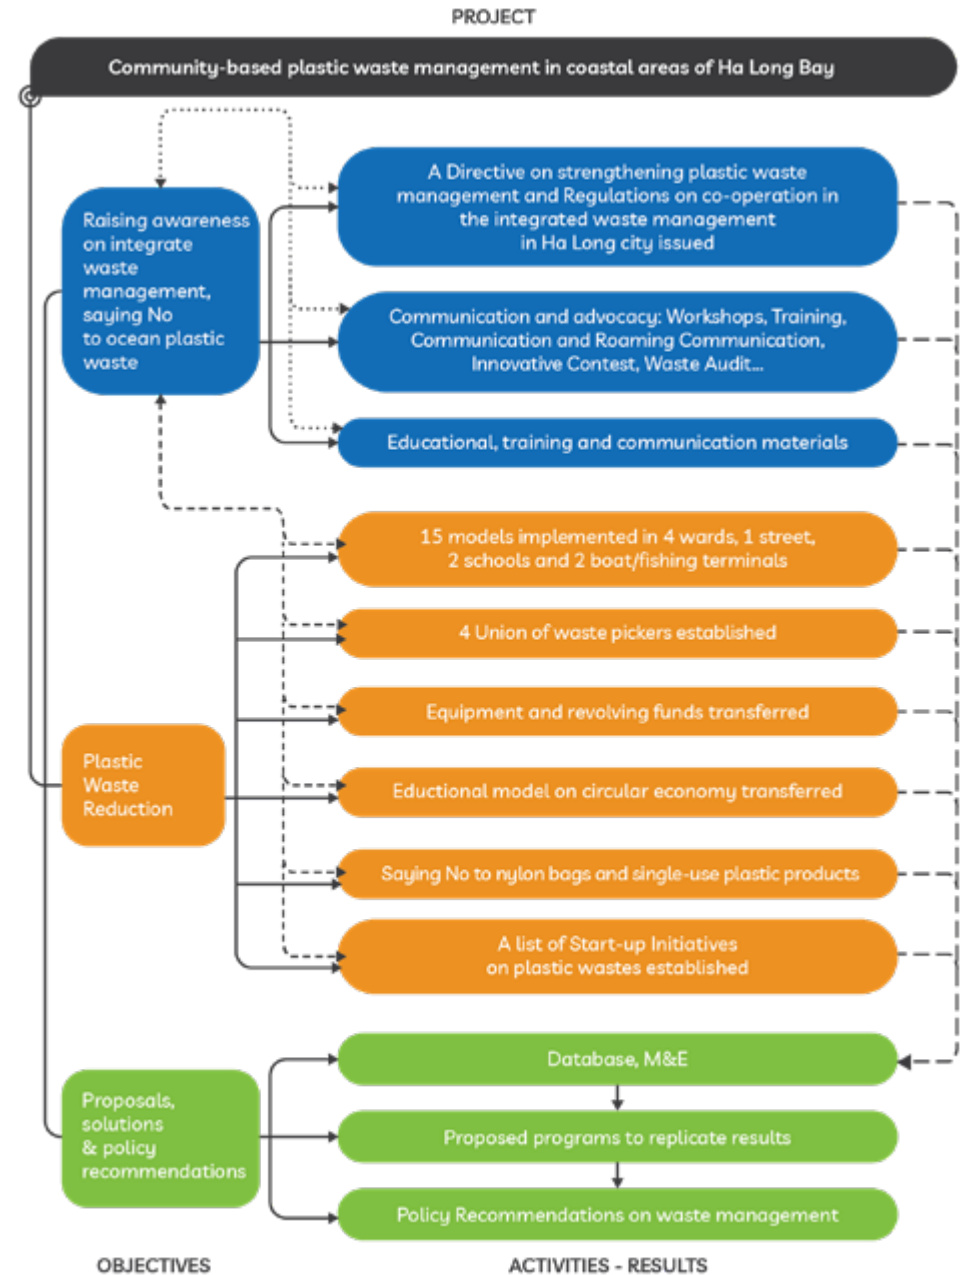 PROJECT
Community-based plastic waste management in coastal areas of Ha Long Bay
Raising awareness
on integrate
waste
management,
saying No
to ocean plastic
waste
A Directive on strengthening plastic waste
management and Regulations on co-operation in
the integrated waste management
in Ha Long city issued
Communication and advocacy: Workshops, Training,
Communication and Roaming Communication,
Innovative Contest, Waste Audit...
Educational, training and communication materials
Plastic
Waste
Reduction
15 models implemented in 4 wards, 1 street,
2 schools and 2 boat/fishing terminals
4 Union of waste pickers established
Equipment and revolving funds transferred
Eductional model on circular economy transferred
Saying No to nylon bags and single-use plastic products
A list of Start-up Initiatives
on plastic wastes established
Proposals,
solutions
& policy
recommendations
Database, M&E
Proposed programs to replicate results
Policy Recommendations on waste management
OBJECTIVES
ACTIVITIES - RESULTS